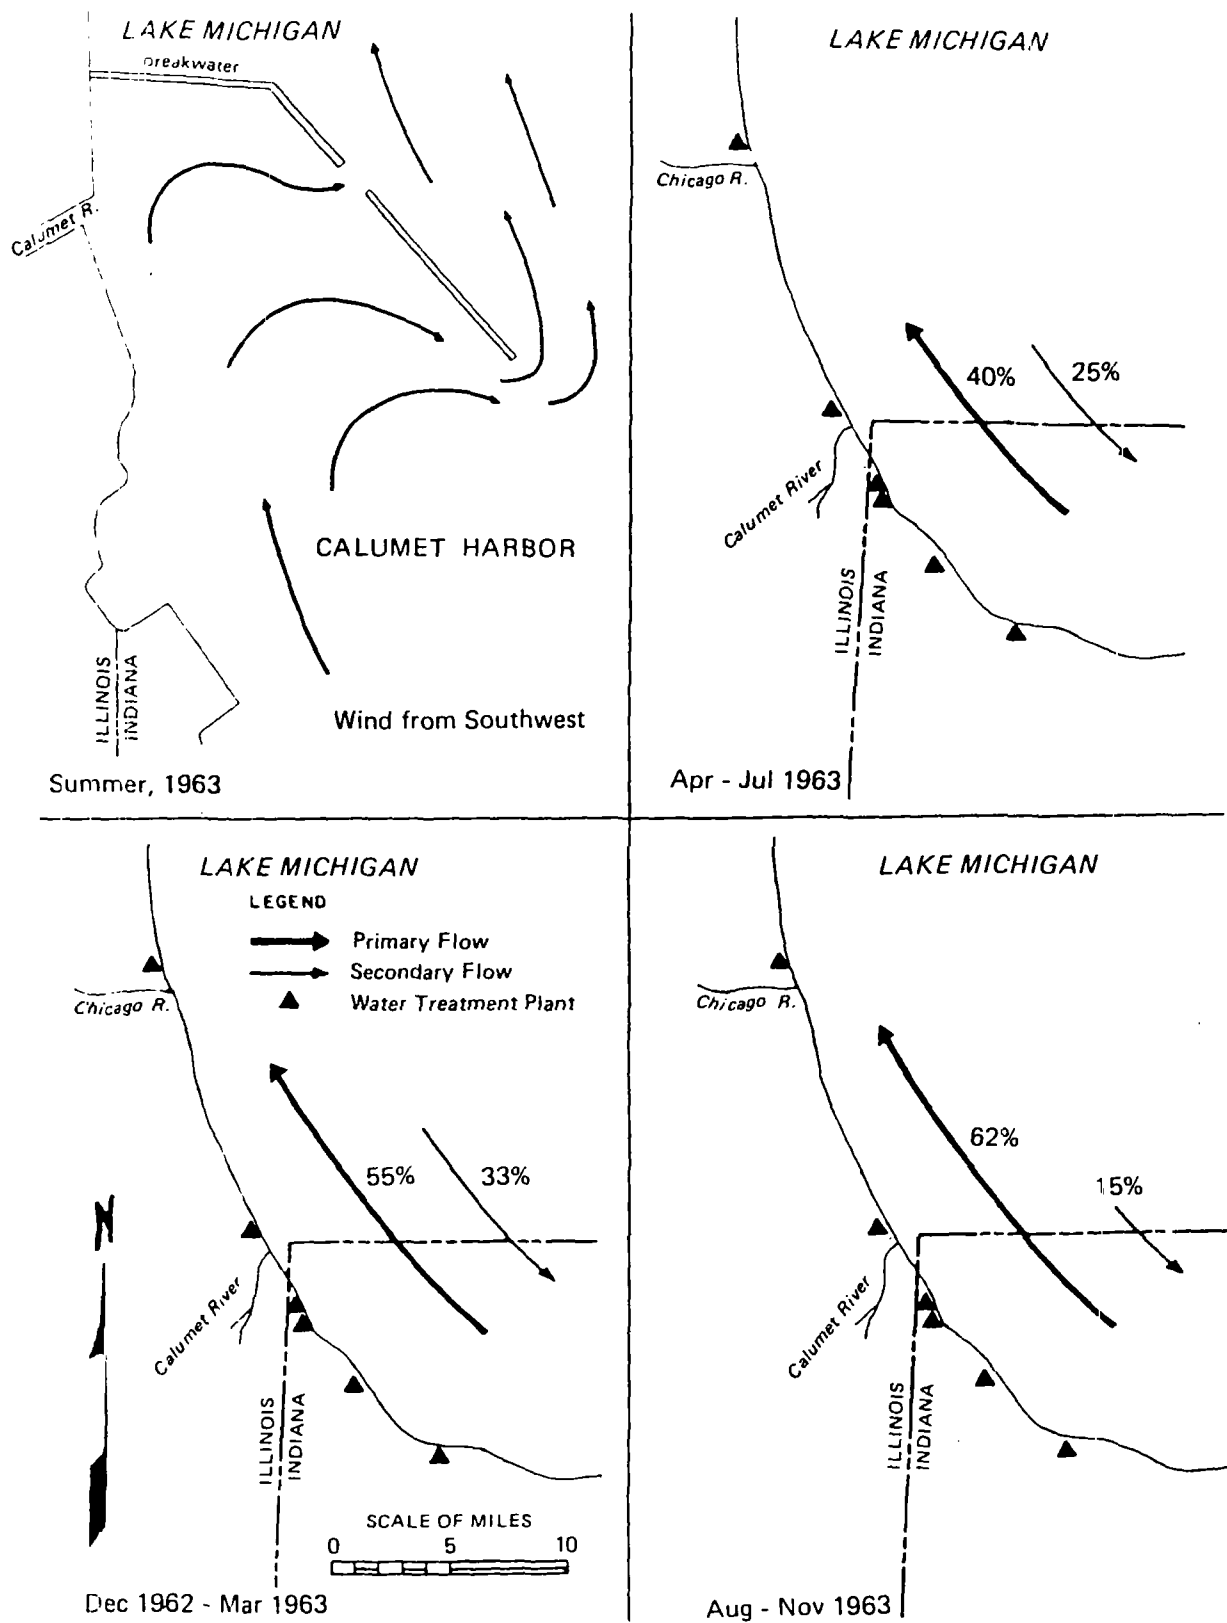 LAKE MICHIGAN
breakwater
Calumet R.
CALUMET HARBOR
ILLINOIS
INDIANA
Wind from Southwest
Summer, 1963
LAKE MICHIGAN
Chicago R.
40%
25%
Calumet River
ILLINOIS
INDIANA
Apr - Jul 1963
LAKE MICHIGAN
LEGEND
Primary Flow
Secondary Flow
Water Treatment Plant
Chicago R.
55%
33%
N
Calumet River
ILLINOIS
INDIANA
SCALE OF MILES
0 5 10
Dec 1962 - Mar 1963
LAKE MICHIGAN
Chicago R.
62%
15%
Calumet River
ILLINOIS
INDIANA
Aug - Nov 1963